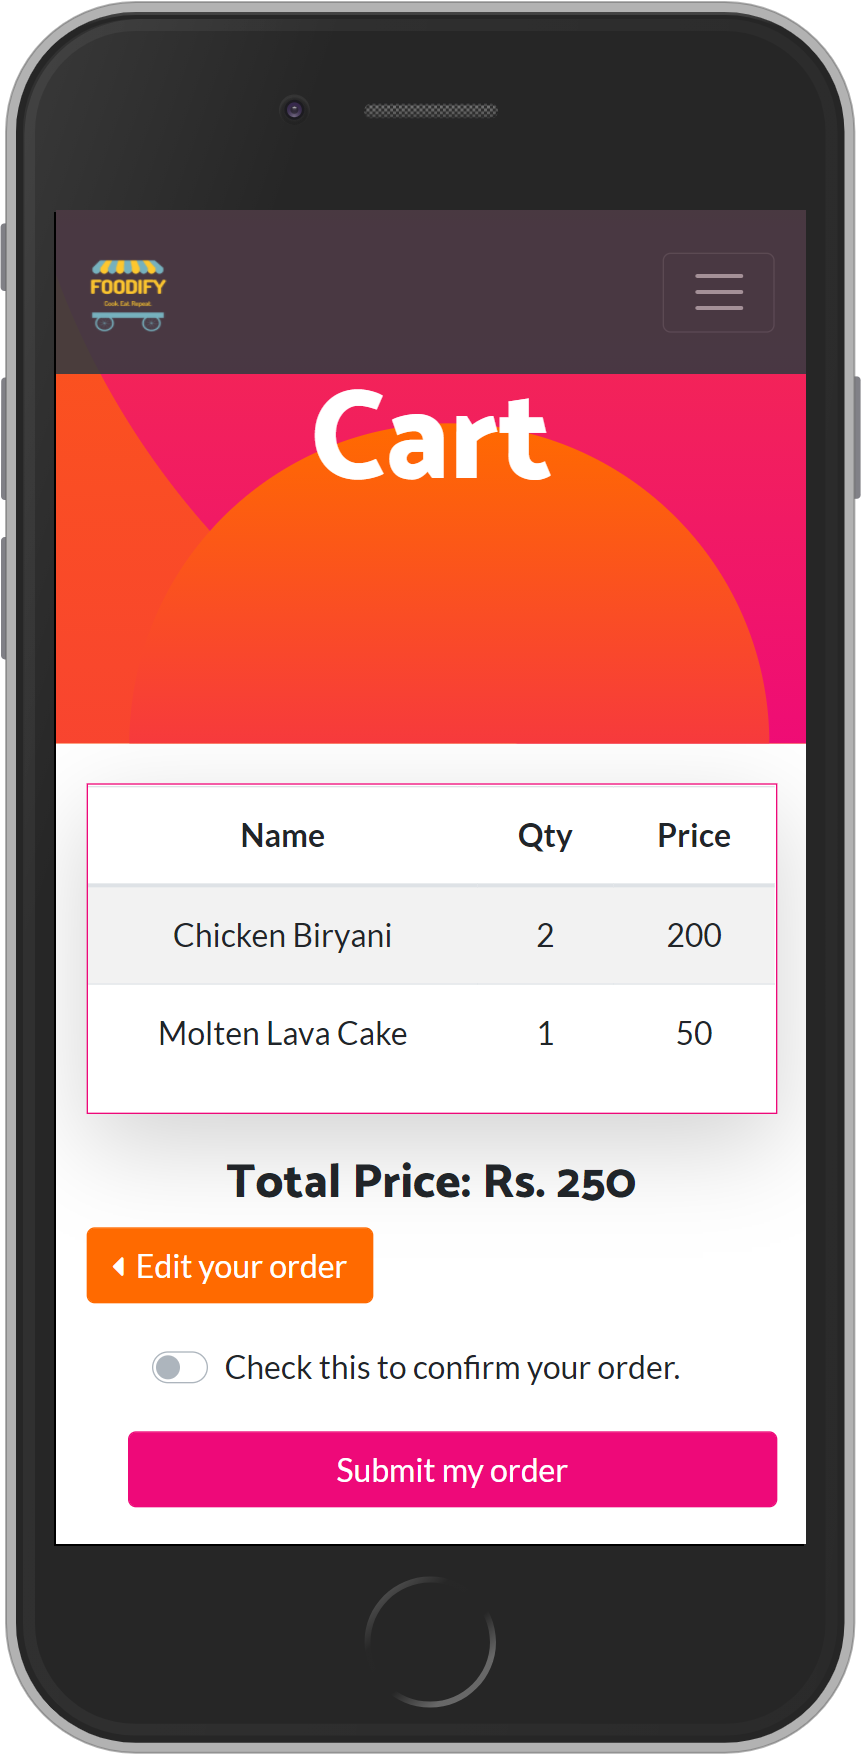 FOODIFY
Cook. Eat. Repeat.
Cart
Name Qty Price
Chicken Biryani 2 200
Molten Lava Cake 1 50
Total Price: Rs. 250
Edit your order
Check this to confirm your order.
Submit my order